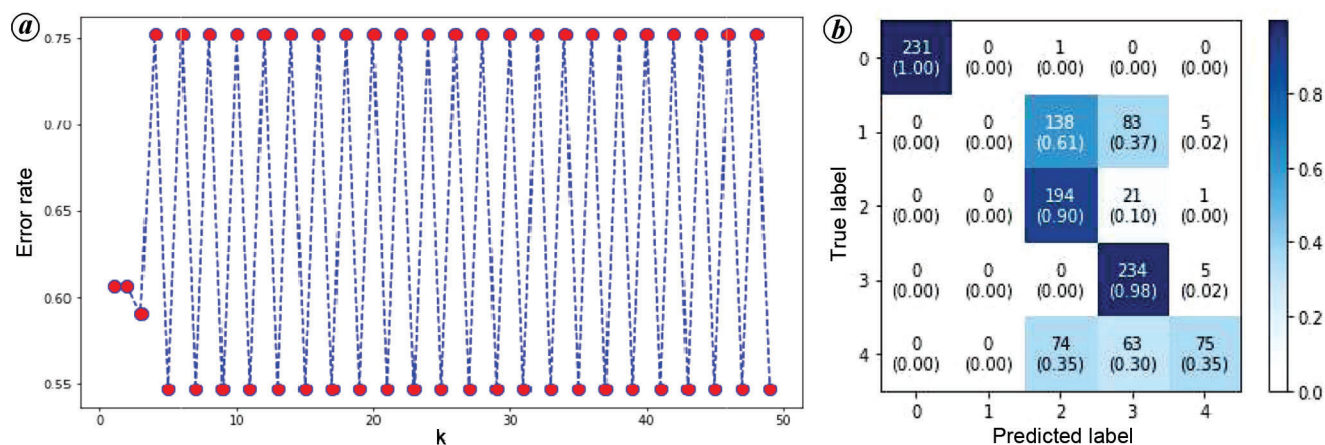 a
0.75
0.70
0.65
0.60
0.55
Error rate
0
10
20
30
40
50
k
b
0
1
2
3
4
True label
231 0 1 0 0
(1.00) (0.00) (0.00) (0.00) (0.00)
0 0 138 83 5
(0.00) (0.00) (0.61) (0.37) (0.02)
0 0 194 21 1
(0.00) (0.00) (0.90) (0.10) (0.00)
0 0 0 234 5
(0.00) (0.00) (0.00) (0.98) (0.02)
0 0 74 63 75
(0.00) (0.00) (0.35) (0.30) (0.35)
0 1 2 3 4
Predicted label
0.8
0.6
0.4
0.2
0.0